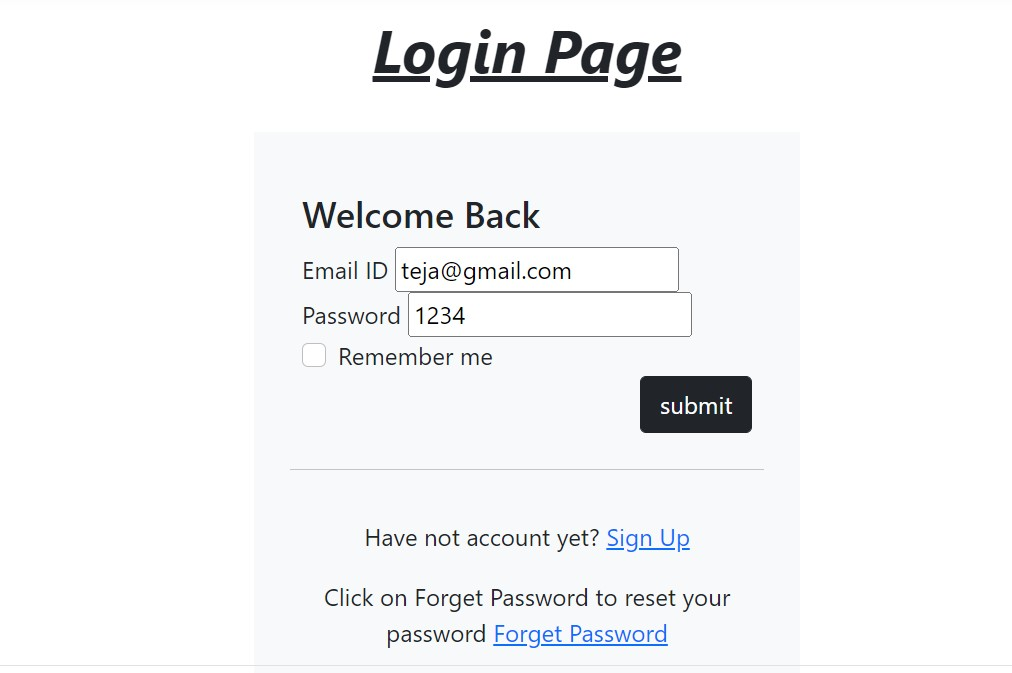 Login Page
Welcome Back
Email ID teja@gmail.com
Password 1234
Remember me
submit
Have not account yet? Sign Up
Click on Forget Password to reset your
password Forget Password